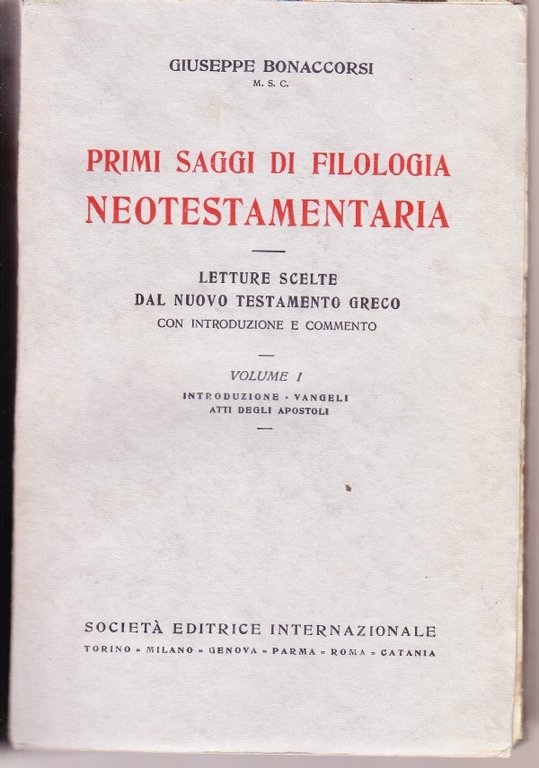 GIUSEPPE BONACCORSI
M. S. C.
PRIMI SAGGI DI FILOLOGIA
NEOTESTAMENTARIA
LETTURE SCELTE
DAL NUOVO TESTAMENTO GRECO
CON INTRODUZIONE E COMMENTO
VOLUME I
INTRODUZIONE · VANGELI
ATTI DEGLI APOSTOLI
SOCIETÀ EDITRICE INTERNAZIONALE
TORINO - MILANO - GENOVA - PARMA - ROMA - CATANIA